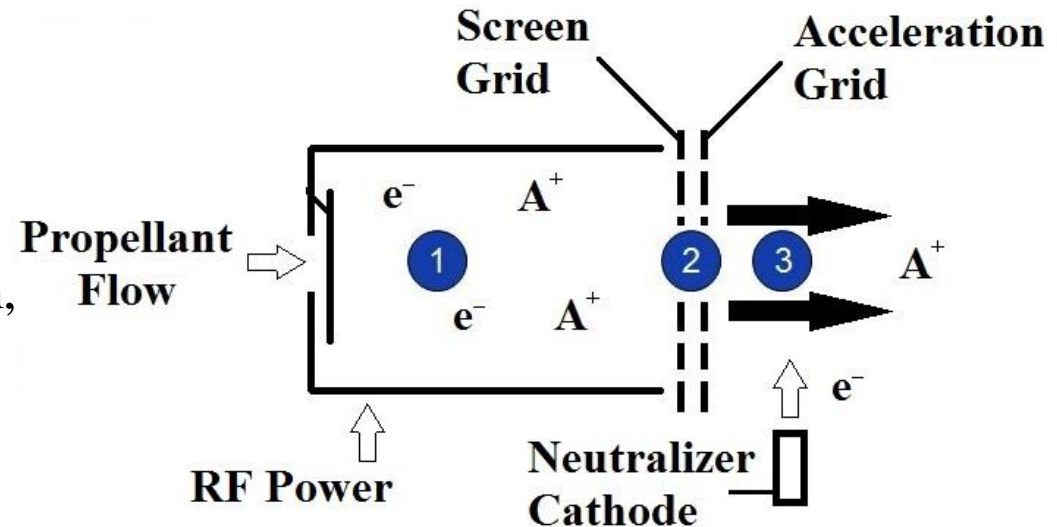 Screen
Grid
Acceleration
Grid
e⁻
A⁺
Propellant
Flow
1
2
3
A⁺
e⁻
A⁺
,
e⁻
RF Power
Neutralizer
Cathode